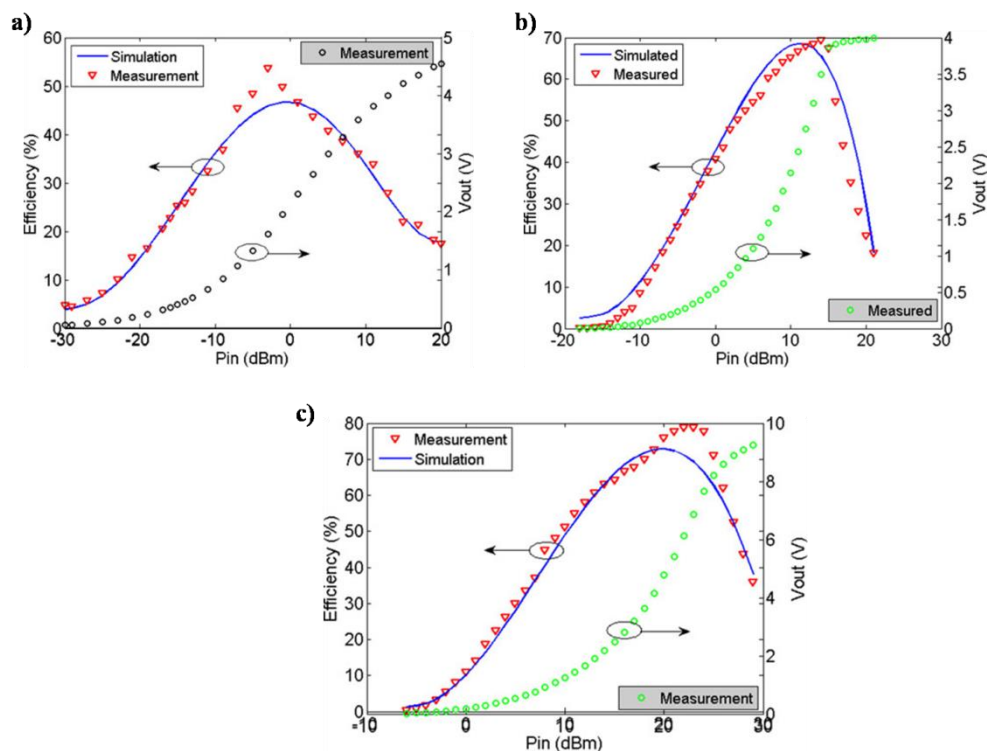 a)
60
50
40
30
20
10
0
Efficiency (%)
Simulation
Measurement
Measurement
5
4
3
2
1
0
Vout (V)
-30
-20
-10
0
10
20
Pin (dBm)
b)
70
60
50
40
30
20
10
0
Efficiency (%)
Simulated
Measured
Measured
4
3.5
3
2.5
2
1.5
1
0.5
0
Vout (V)
-20
-10
0
10
20
30
Pin (dBm)
c)
80
70
60
50
40
30
20
10
0
Efficiency (%)
Measurement
Simulation
Measurement
10
8
6
4
2
0
Vout (V)
-10
0
10
20
30
Pin (dBm)